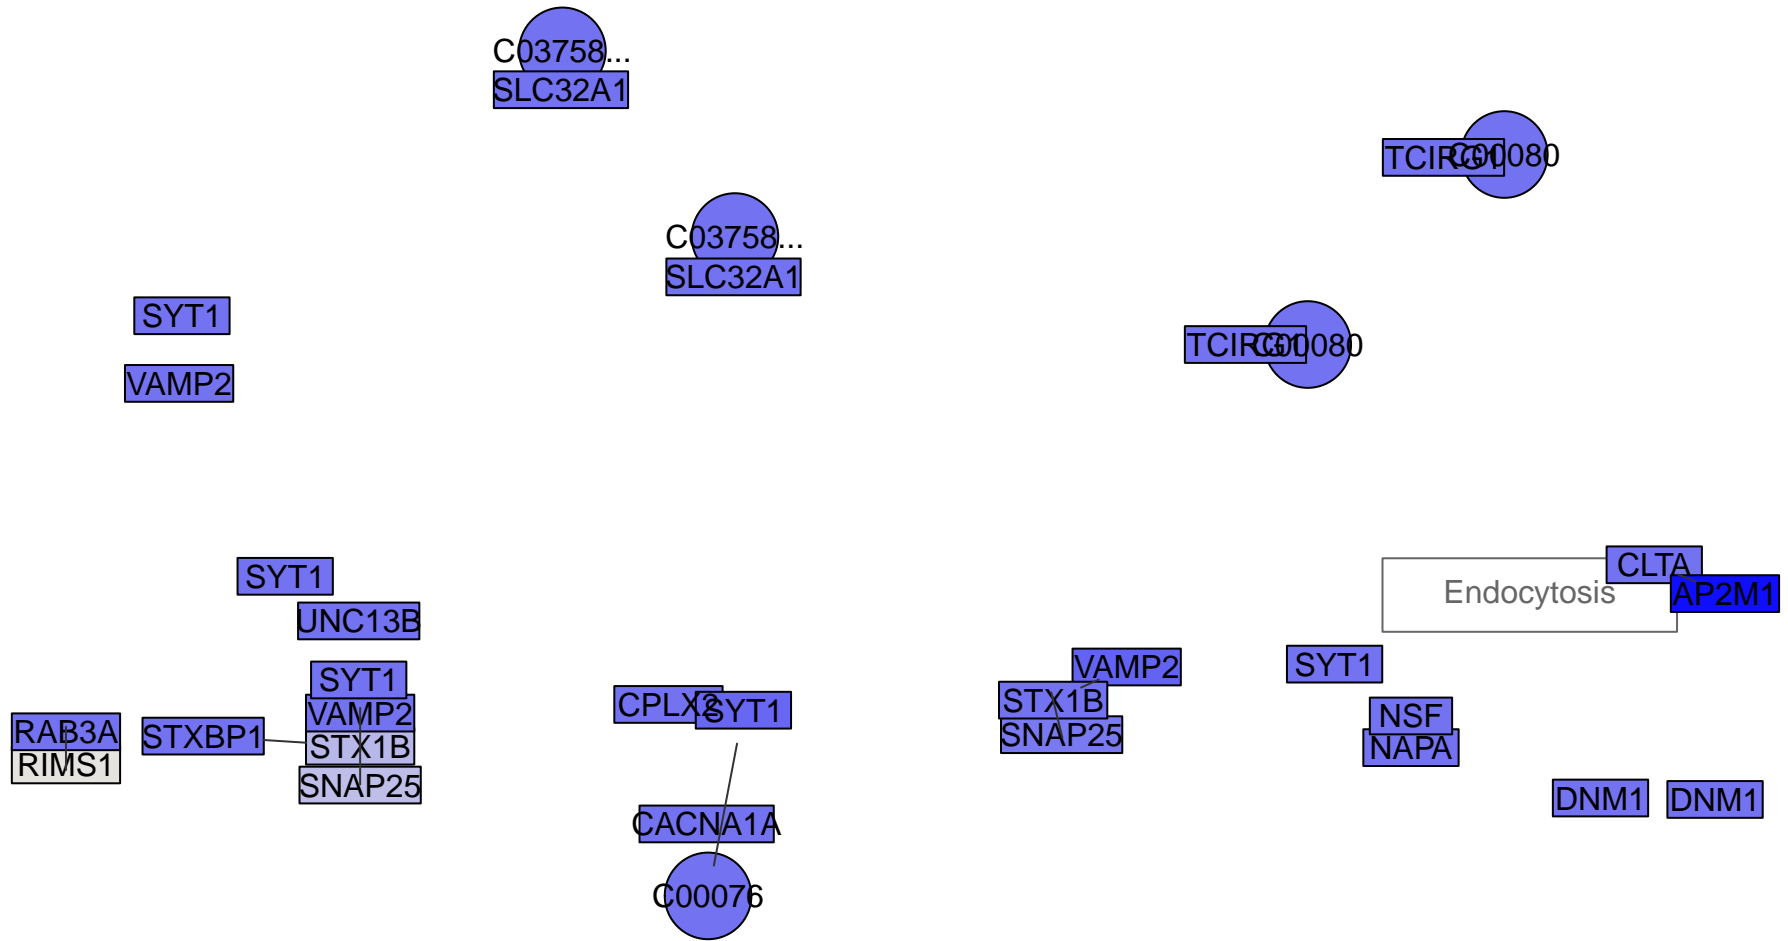 C03758...
SLC32A1
TCIRG1
C00080
C03758...
SLC32A1
SYT1
TCIRG1
C00080
VAMP2
SYT1
CLTA
Endocytosis
AP2M1
UNC13B
SYT1
VAMP2
SYT1
CPLX2
SYT1
STX1B
VAMP2
NSF
RAB3A
STXBP1
STX1B
SNAP25
NAPA
RIMS1
SNAP25
DNM1
DNM1
CACNA1A
C00076